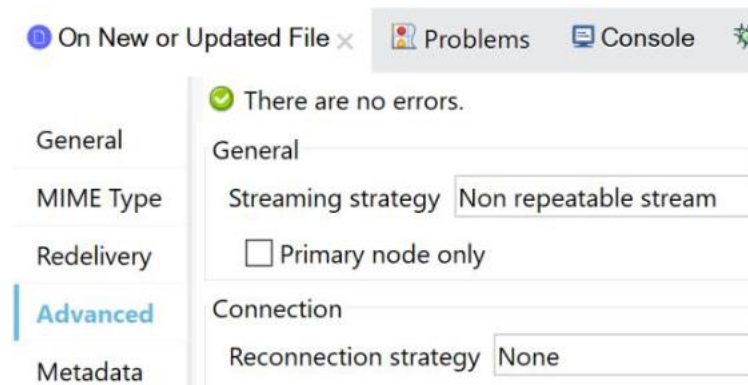 On New or Updated File Problems Console
There are no errors.
General
General
MIME Type
Streaming strategy Non repeatable stream
Redelivery
Primary node only
Advanced
Connection
Metadata
Reconnection strategy None